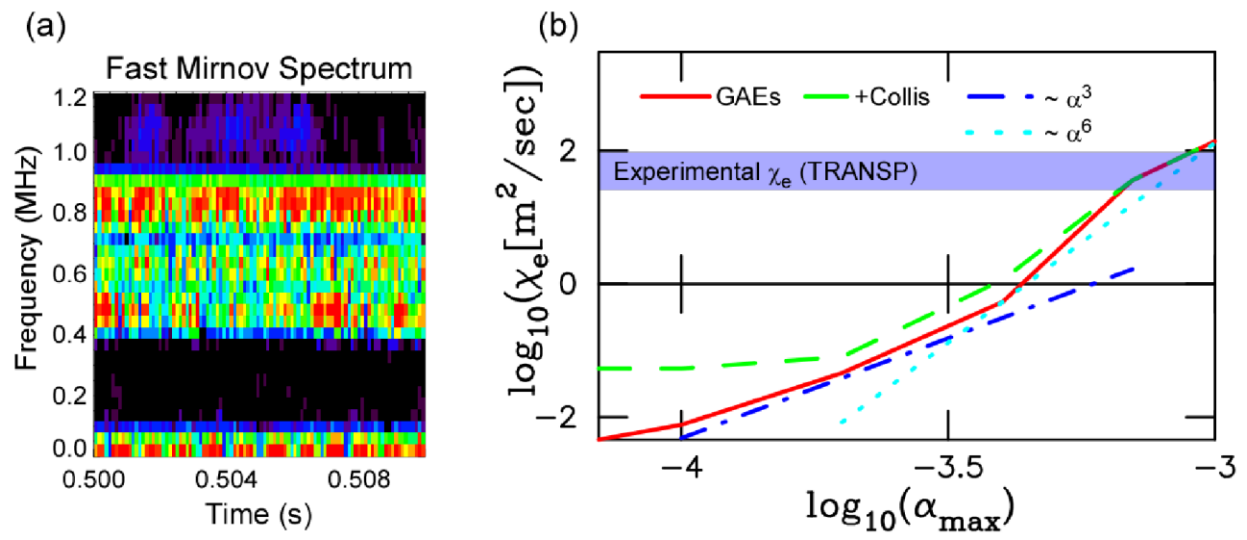 (a)
Fast Mirnov Spectrum
1.2
1.0
0.8
0.6
0.4
0.2
0.0
Frequency (MHz)
0.500 0.504 0.508
Time (s)
(b)
GAEs +Collis ~ α³
~ α⁶
Experimental χₑ (TRANSP)
2
0
−2
log₁₀(χₑ[m²/sec])
−4 −3.5 −3
log₁₀(αₘₐₓ)